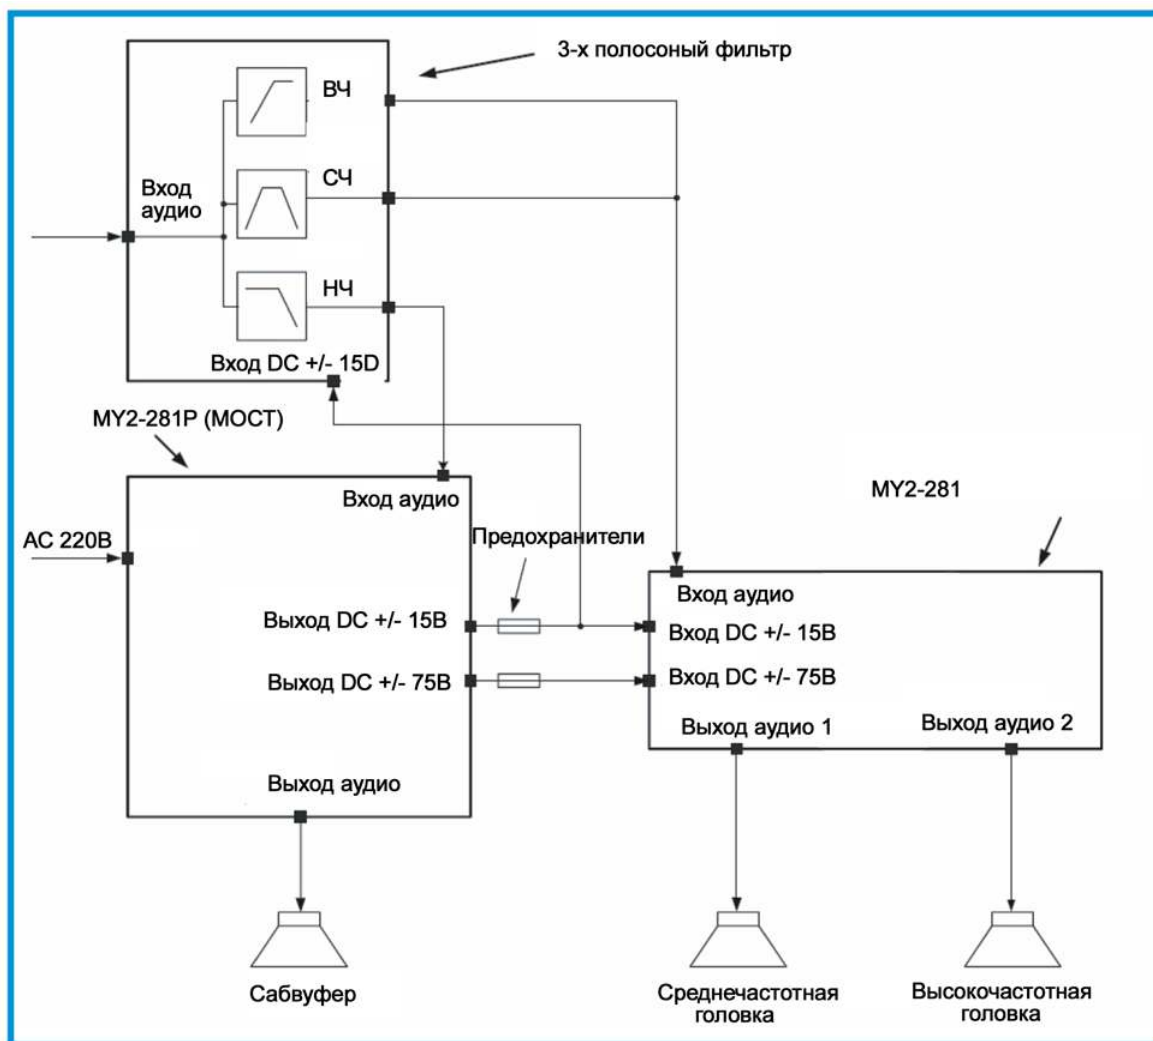 3-х полосоный фильтр
ВЧ
СЧ
Вход
аудио
НЧ
Вход DC +/- 15D
MY2-281P (МОСТ)
Вход аудио
MY2-281
AC 220В
Предохранители
Вход аудио
Выход DC +/- 15В
Вход DC +/- 15В
Выход DC +/- 75В
Вход DC +/- 75В
Выход аудио 1
Выход аудио 2
Выход аудио
Сабвуфер
Среднечастотная
головка
Высокочастотная
головка